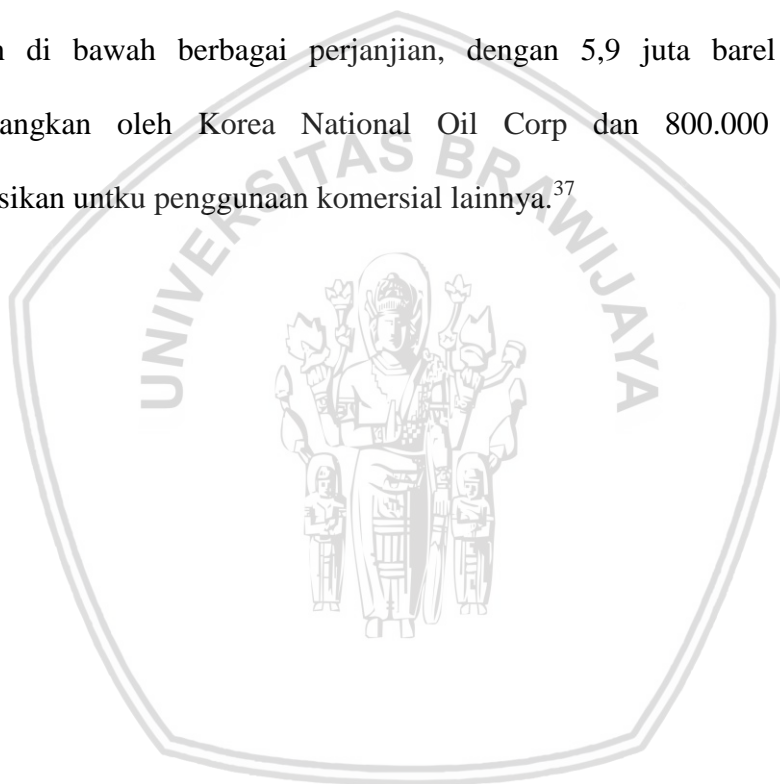 n di bawah berbagai perjanjian, dengan 5,9 juta barel
angkan oleh Korea National Oil Corp dan 800.000
sikan untku penggunaan komersial lainnya.37
UNIVERSITAS BRAWIJAYA